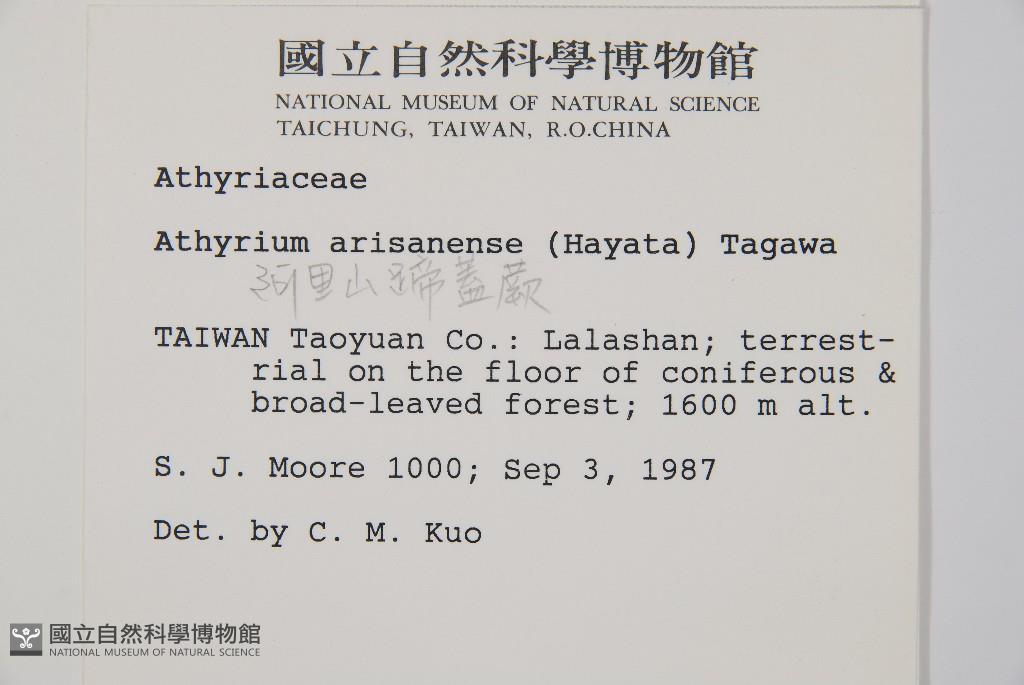 國立自然科學博物館
NATIONAL MUSEUM OF NATURAL SCIENCE
TAICHUNG, TAIWAN, R.O.CHINA
Athyriaceae
Athyrium arisanense (Hayata) Tagawa
阿里山蹄蓋蕨
TAIWAN Taoyuan Co.: Lalashan; terrest-
rial on the floor of coniferous &
broad-leaved forest; 1600 m alt.
S. J. Moore 1000; Sep 3, 1987
Det. by C. M. Kuo
國立自然科學博物館
NATIONAL MUSEUM OF NATURAL SCIENCE